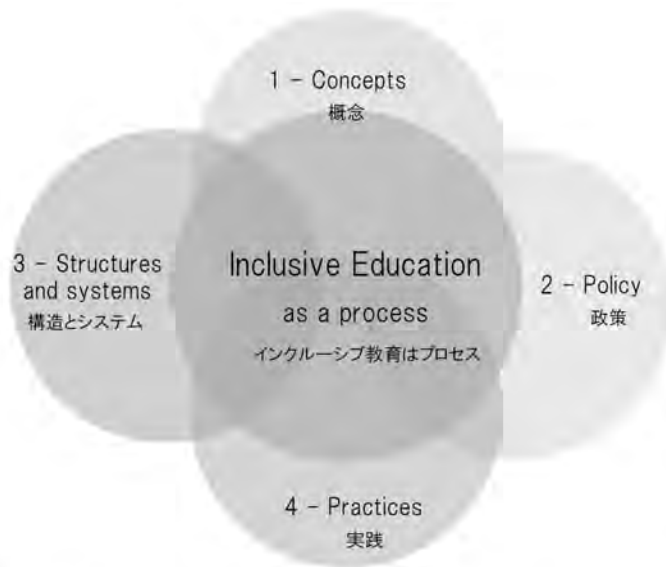 1 - Concepts
概念
3 - Structures
and systems
構造とシステム
Inclusive Education
as a process
インクルーシブ教育はプロセス
2 - Policy
政策
4 - Practices
実践